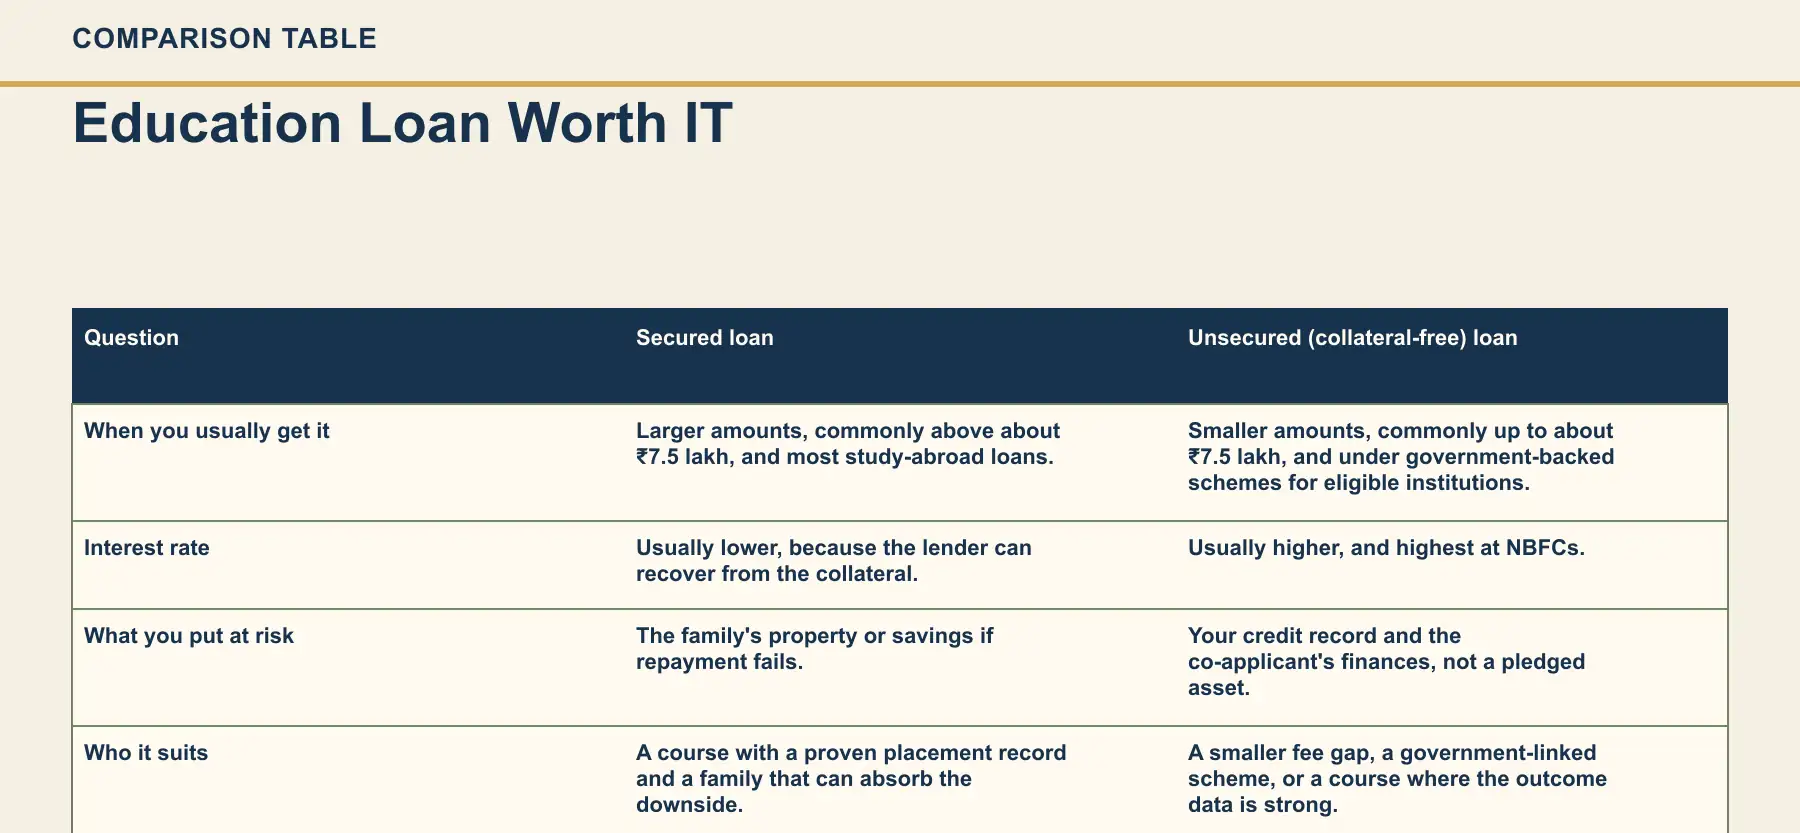 COMPARISON TABLE
Education Loan Worth IT
Question
Secured loan
Unsecured (collateral-free) loan
When you usually get it
Larger amounts, commonly above about
₹7.5 lakh, and most study-abroad loans.
Smaller amounts, commonly up to about
₹7.5 lakh, and under government-backed
schemes for eligible institutions.
Interest rate
Usually lower, because the lender can
recover from the collateral.
Usually higher, and highest at NBFCs.
What you put at risk
The family's property or savings if
repayment fails.
Your credit record and the
co-applicant's finances, not a pledged
asset.
Who it suits
A course with a proven placement record
and a family that can absorb the
downside.
A smaller fee gap, a government-linked
scheme, or a course where the outcome
data is strong.